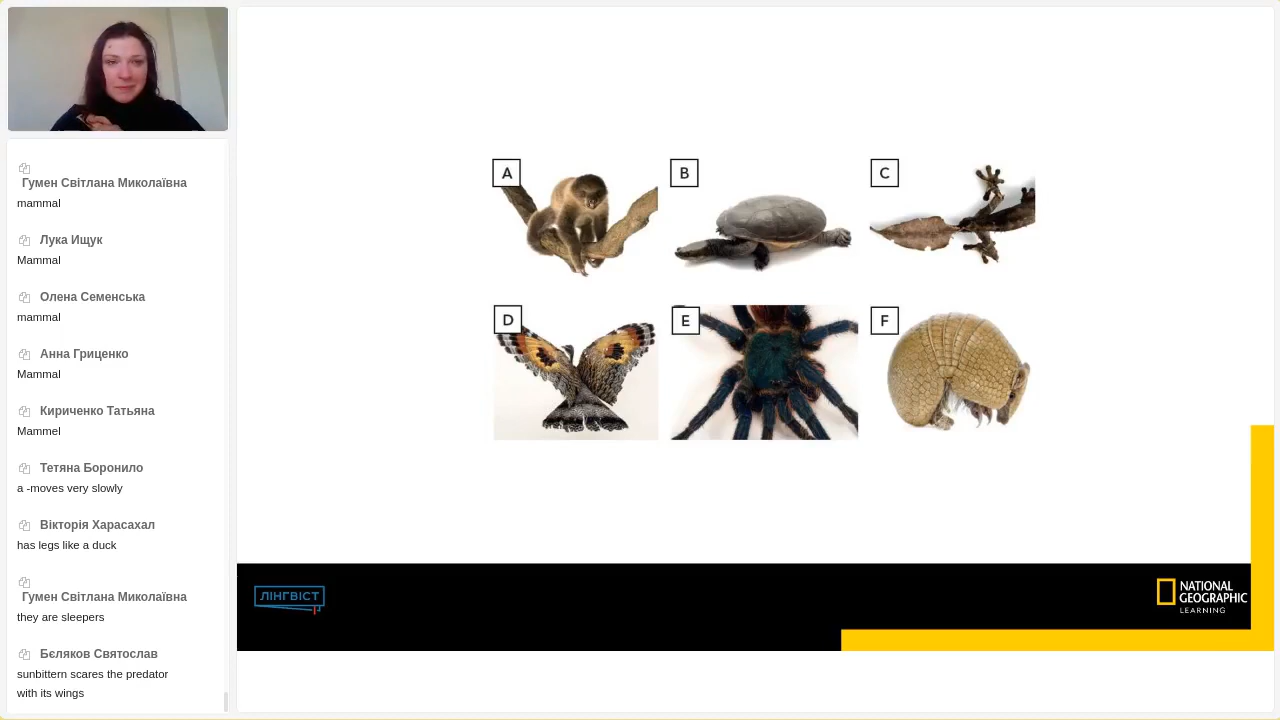 Гумен Світлана Миколаївна
mammal
Лука Ищук
Mammal
Олена Семенська
mammal
Анна Гриценко
Mammal
Кириченко Татьяна
Mammel
Тетяна Боронило
a -moves very slowly
Вікторія Харасахал
has legs like a duck
Гумен Світлана Миколаївна
they are sleepers
Бєляков Святослав
sunbittern scares the predator
with its wings
A
B
C
D
E
F
ЛІНГВІСТ
NATIONAL
GEOGRAPHIC
LEARNING